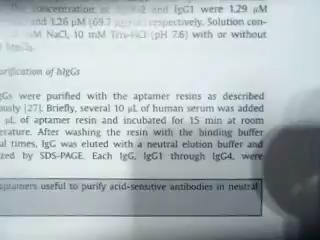 concentration of and IgG1 were 1.29 μM
and 1.26 μM (69.7 respectively. Solution con-
mM NaCl, 10 mM Tris-HCl (pH 7.6) with or without
urification of hIgGs
gGs were purified with the aptamer resins as described
ously [27]. Briefly, several 10 μL of human serum was added
μL of aptamer resin and incubated for 15 min at room
erature. After washing the resin with the binding buffer
al times, IgG was eluted with a neutral elution buffer and
zed by SDS-PAGE. Each IgG, IgG1 through IgG4, were
aptamers useful to purify acid-sensitive antibodies in neutral